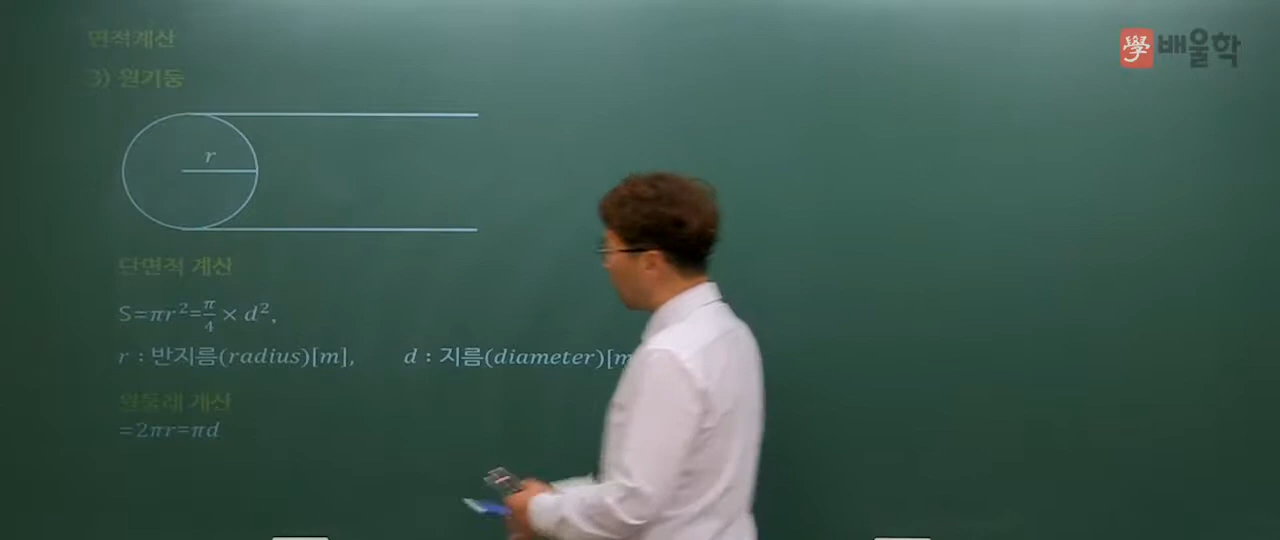 면적계산
學 배울학
3) 원기둥
r
단면적 계산
S=πr²=π/4 × d²,
r : 반지름(radius)[m], d : 지름(diameter)[m
원둘레 계산
=2πr=πd